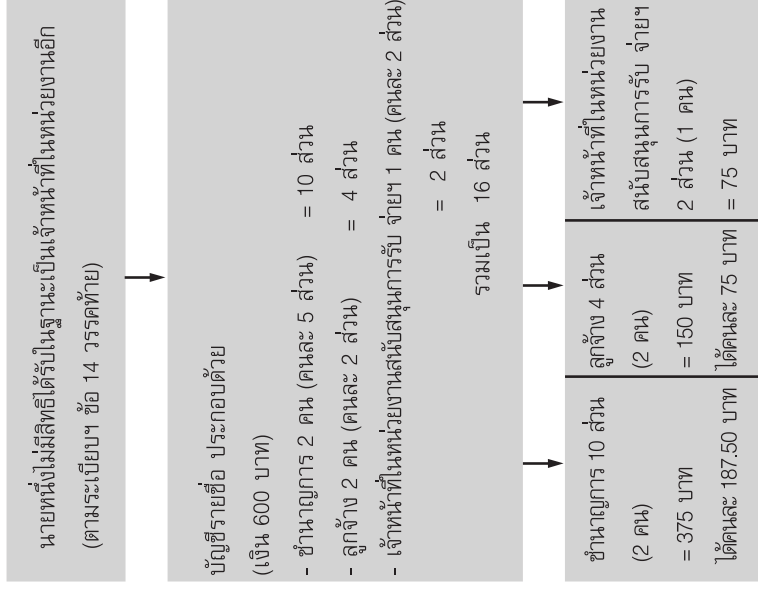 นายหนึ่งไม่มีสิทธิได้รับในฐานะเป็นเจ้าหน้าที่ในหน่วยงานอีก
(ตามระเบียบฯ ข้อ 14 วรรคท้าย)
บัญชีรายชื่อ ประกอบด้วย
(เงิน 600 บาท)
- ชำนาญการ 2 คน (คนละ 5 ส่วน) = 10 ส่วน
- ลูกจ้าง 2 คน (คนละ 2 ส่วน) = 4 ส่วน
- เจ้าหน้าที่ในหน่วยงานสนับสนุนการรับ จ่ายฯ 1 คน (คนละ 2 ส่วน)
= 2 ส่วน
รวมเป็น 16 ส่วน
ชำนาญการ 10 ส่วน
(2 คน)
= 375 บาท
ได้คนละ 187.50 บาท
ลูกจ้าง 4 ส่วน
(2 คน)
= 150 บาท
ได้คนละ 75 บาท
เจ้าหน้าที่ในหน่วยงาน
สนับสนุนการรับ จ่ายฯ
2 ส่วน (1 คน)
= 75 บาท